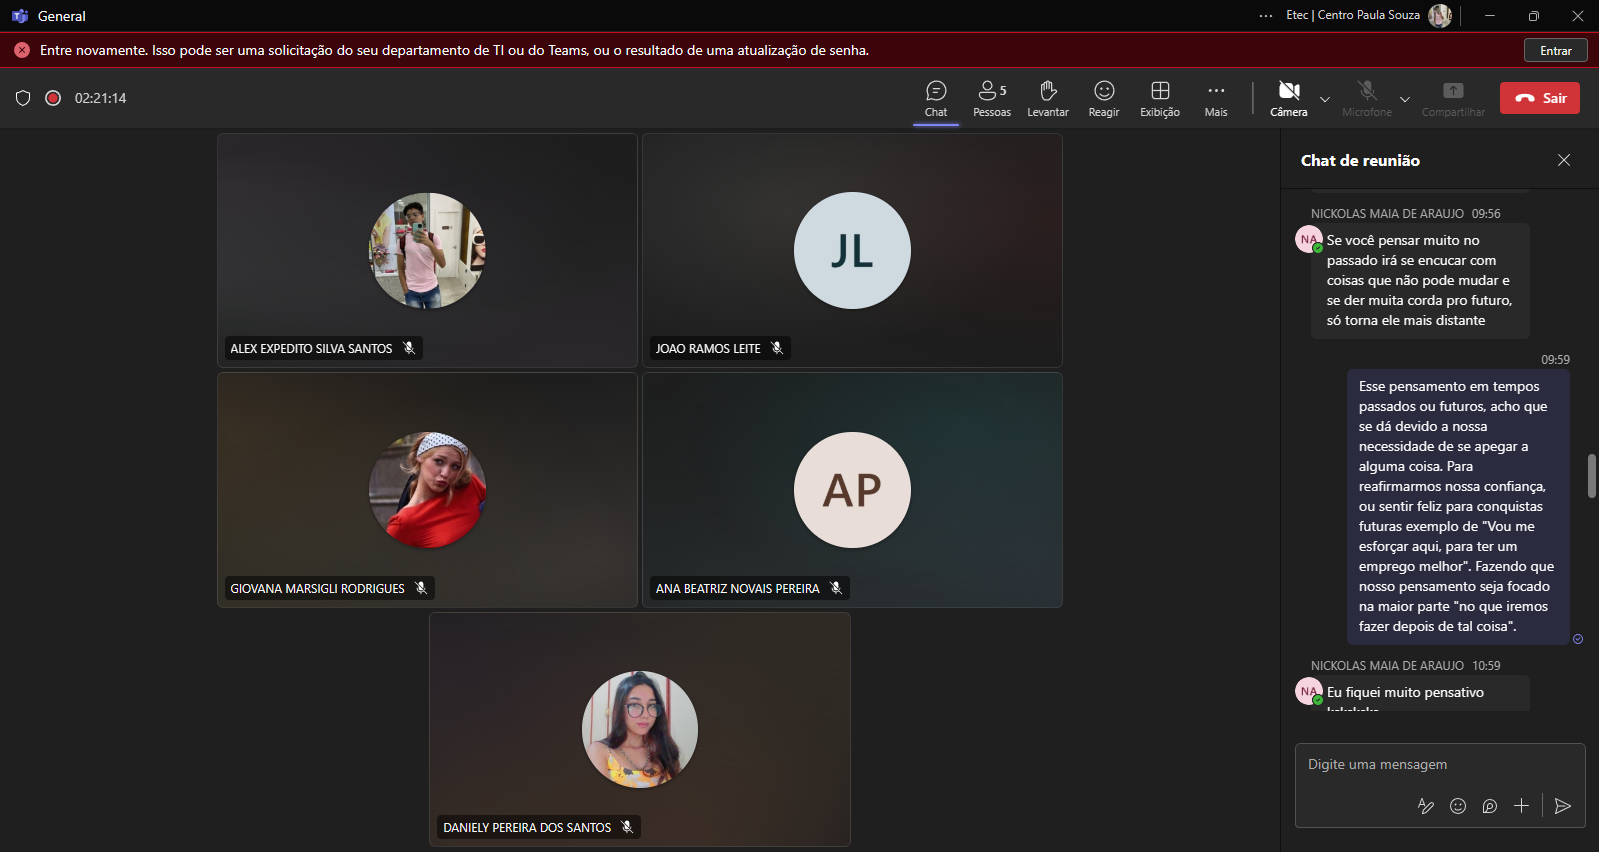 General
Etec | Centro Paula Souza
Entre novamente. Isso pode ser uma solicitação do seu departamento de TI ou do Teams, ou o resultado de uma atualização de senha.
Entrar
02:21:14
Chat
5
Pessoas
Levantar
Reagir
Exibição
Mais
Câmera
Microfone
Compartilhar
Sair
ALEX EXPEDITO SILVA SANTOS
JL
JOAO RAMOS LEITE
GIOVANA MARSIGLI RODRIGUES
AP
ANA BEATRIZ NOVAIS PEREIRA
DANIELY PEREIRA DOS SANTOS
Chat de reunião
NICKOLAS MAIA DE ARAUJO 09:56
NA
Se você pensar muito no
passado irá se encucar com
coisas que não pode mudar e
se der muita corda pro futuro,
só torna ele mais distante
09:59
Esse pensamento em tempos
passados ou futuros, acho que
se dá devido a nossa
necessidade de se apegar a
alguma coisa. Para
reafirmarmos nossa confiança,
ou sentir feliz para conquistas
futuras exemplo de "Vou me
esforçar aqui, para ter um
emprego melhor". Fazendo que
nosso pensamento seja focado
na maior parte "no que iremos
fazer depois de tal coisa".
NICKOLAS MAIA DE ARAUJO 10:59
NA
Eu fiquei muito pensativo
Digite uma mensagem